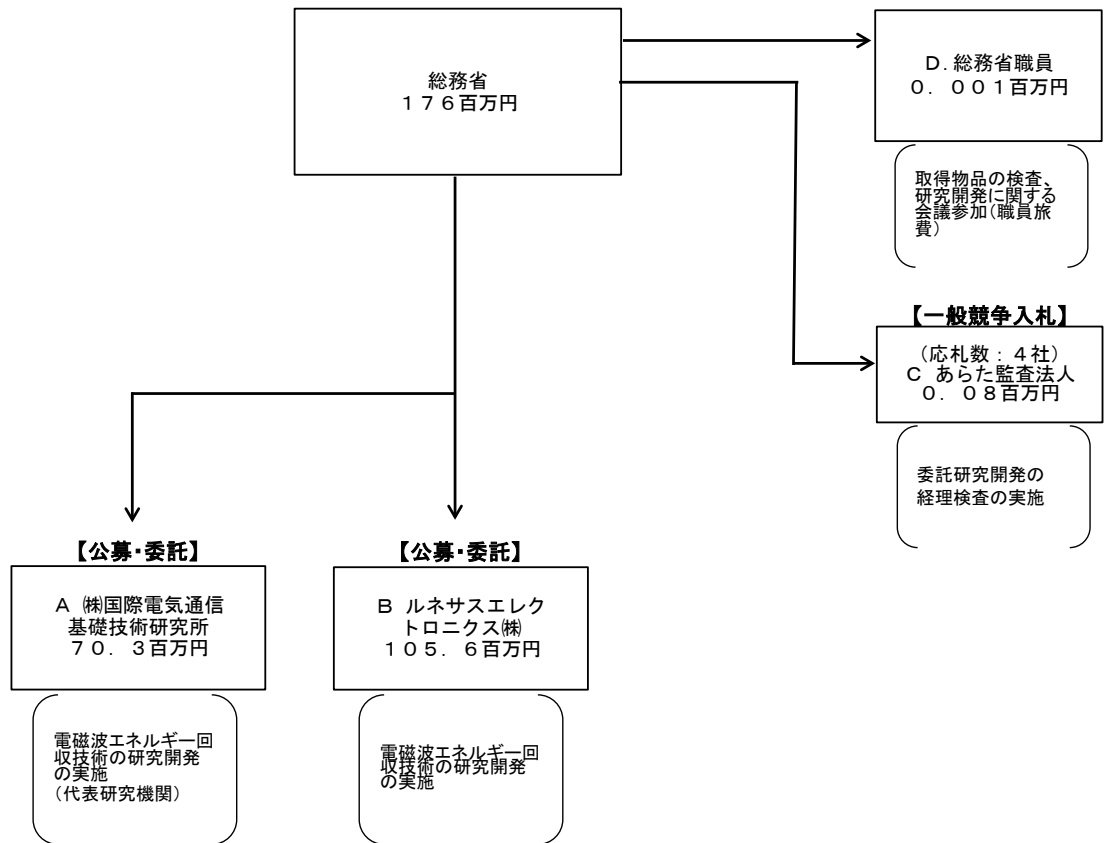 総務省
１７６百万円
Ｄ．総務省職員
０．００１百万円
取得物品の検査、
研究開発に関する
会議参加（職員旅
費）
【一般競争入札】
（応札数：４社）
Ｃ あらた監査法人
０．０８百万円
委託研究開発の
経理検査の実施
【公募・委託】
Ａ ㈱国際電気通信
基礎技術研究所
７０．３百万円
電磁波エネルギー回
収技術の研究開発
の実施
（代表研究機関）
【公募・委託】
Ｂ ルネサスエレク
トロニクス㈱
１０５．６百万円
電磁波エネルギー回
収技術の研究開発
の実施